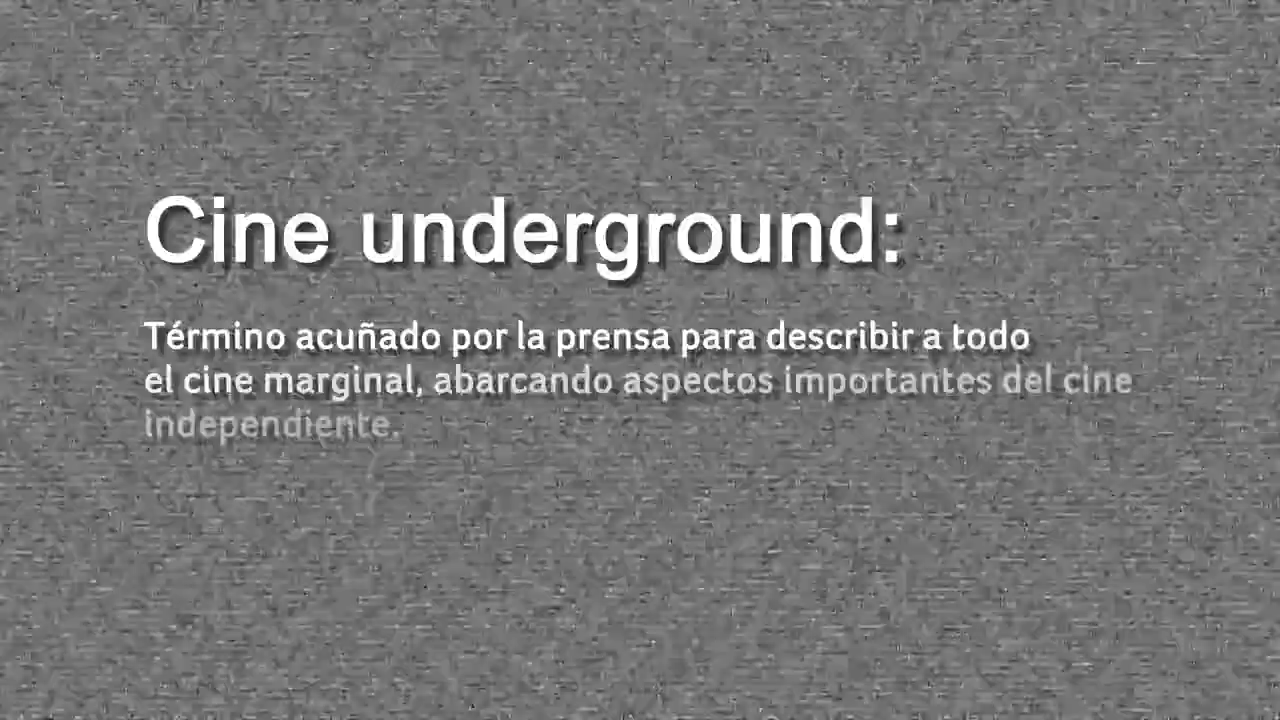 Cine underground:
Término acuñado por la prensa para describir a todo
el cine marginal, abarcando aspectos importantes del cine
independiente.